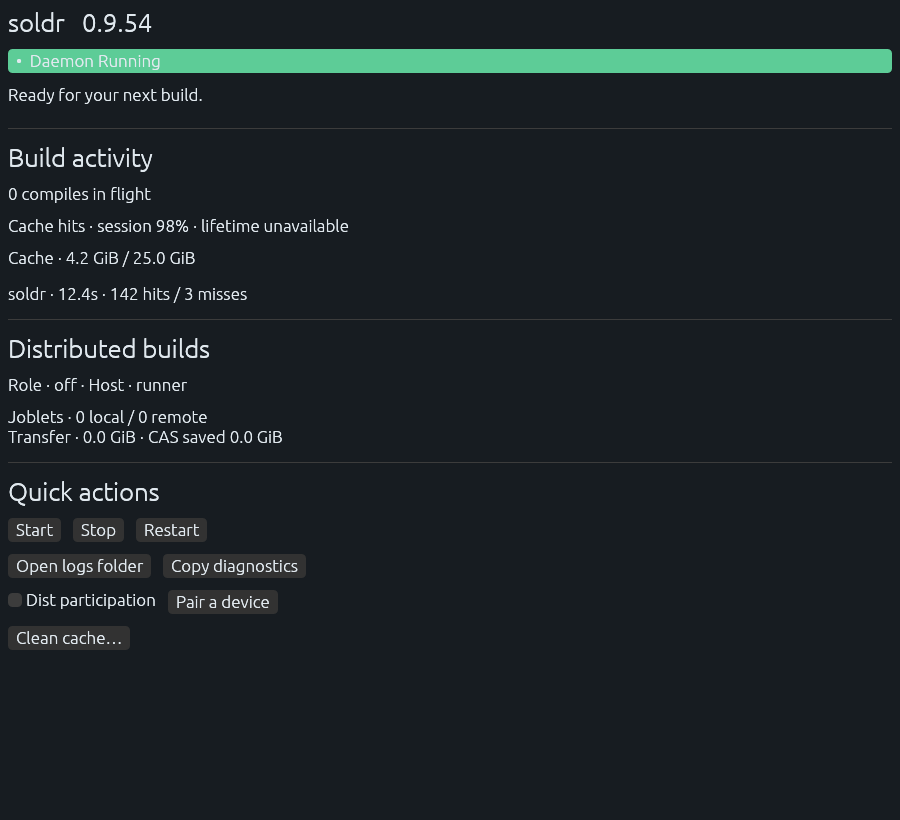 soldr 0.9.54
• Daemon Running
Ready for your next build.
Build activity
0 compiles in flight
Cache hits · session 98% · lifetime unavailable
Cache · 4.2 GiB / 25.0 GiB
soldr · 12.4s · 142 hits / 3 misses
Distributed builds
Role · off · Host · runner
Joblets · 0 local / 0 remote
Transfer · 0.0 GiB · CAS saved 0.0 GiB
Quick actions
Start Stop Restart
Open logs folder Copy diagnostics
Dist participation Pair a device
Clean cache…